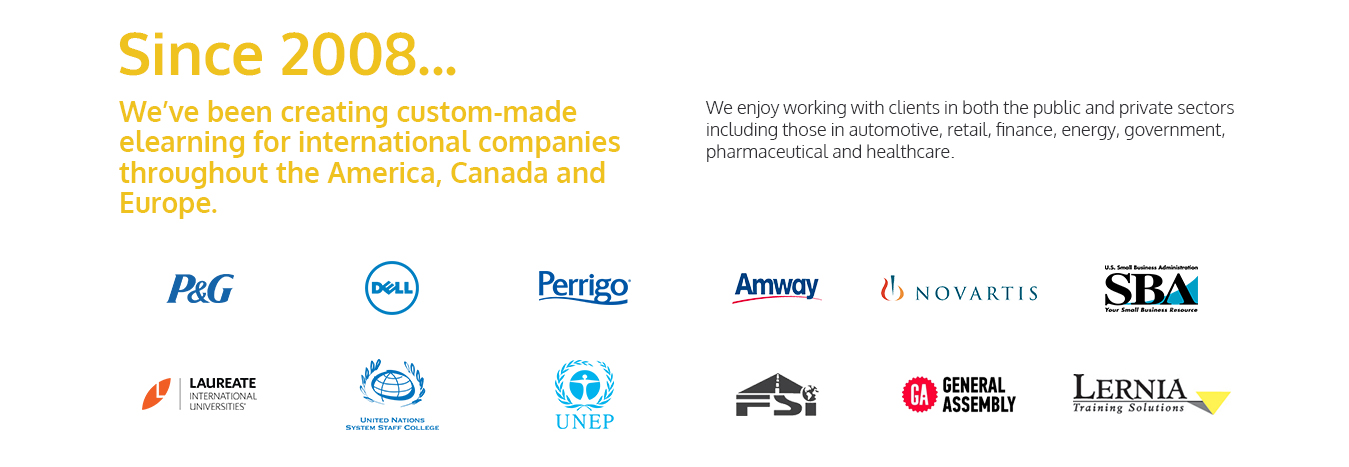 Since 2008...
We've been creating custom-made
elearning for international companies
throughout the America, Canada and
Europe.
We enjoy working with clients in both the public and private sectors
including those in automotive, retail, finance, energy, government,
pharmaceutical and healthcare.
P&G
DELL
Perrigo®
Amway
NOVARTIS
U.S. Small Business Administration
SBA
Your Small Business Resource
LAUREATE
INTERNATIONAL
UNIVERSITIES®
UNITED NATIONS
SYSTEM STAFF COLLEGE
UNEP
FSi
GA
GENERAL
ASSEMBLY
LERNIA
Training Solutions